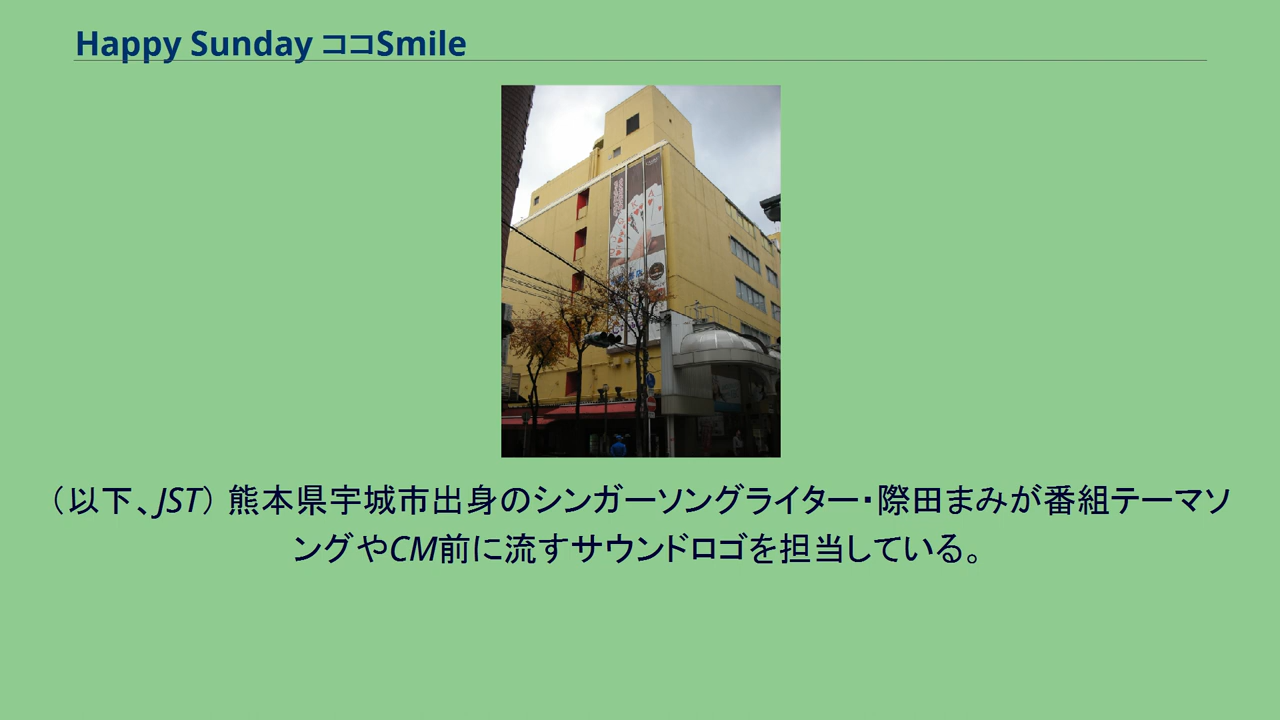 Happy Sunday ココSmile
（以下、JST） 熊本県宇城市出身のシンガーソングライター・際田まみが番組テーマソ
ングやCM前に流すサウンドロゴを担当している。